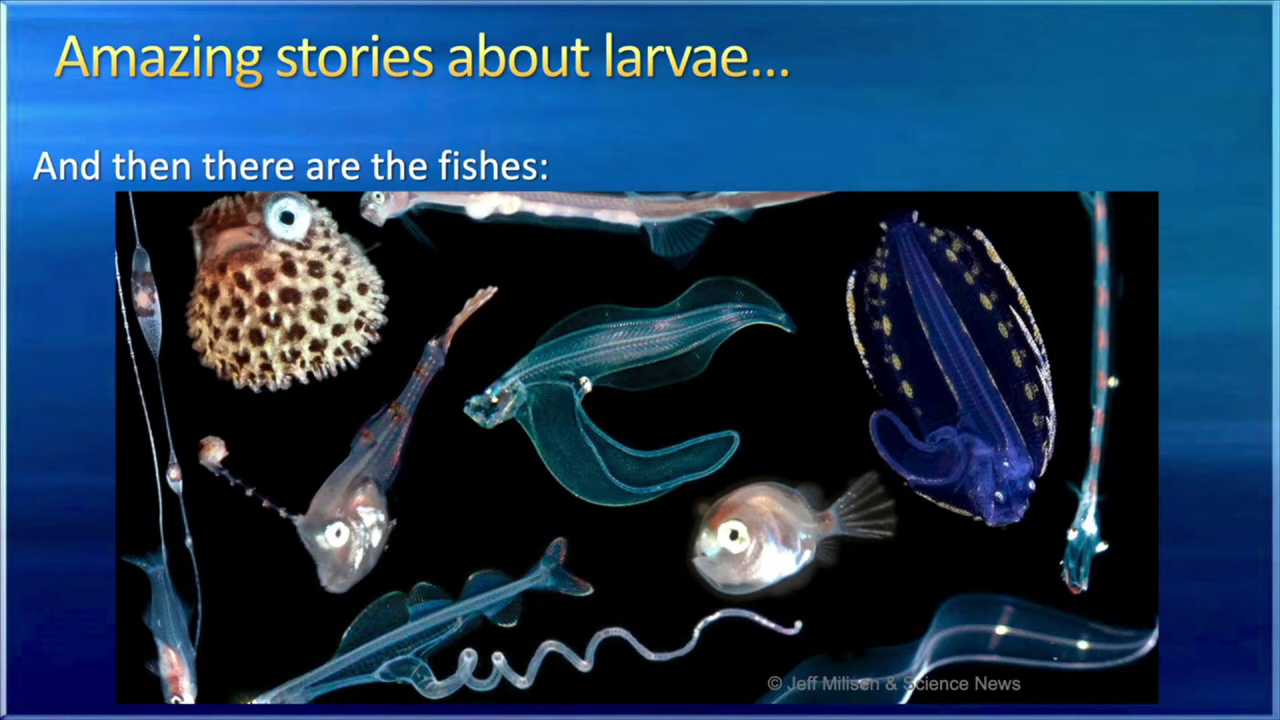 Amazing stories about larvae...
And then there are the fishes:
© Jeff Milisen & Science News